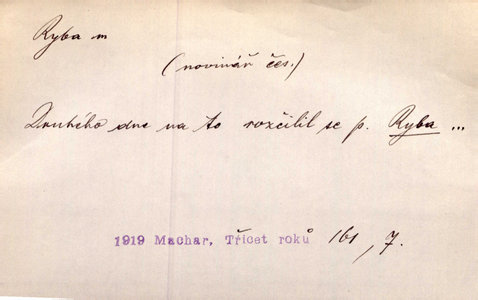 Ryba m
(novinář čes.)
Druhého dne na to rozčilil se p. Ryba ...
1919 Machar, Třicet roků 161, 7.